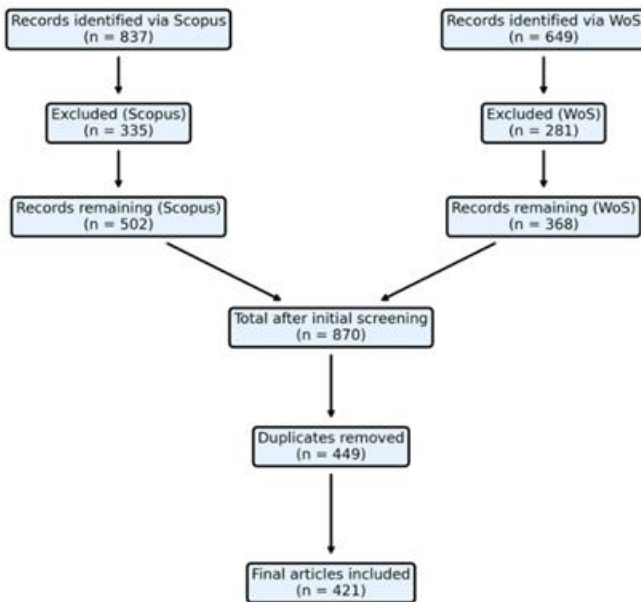 Records identified via Scopus
(n = 837)
Records identified via WoS
(n = 649)
Excluded (Scopus)
(n = 335)
Excluded (WoS)
(n = 281)
Records remaining (Scopus)
(n = 502)
Records remaining (WoS)
(n = 368)
Total after initial screening
(n = 870)
Duplicates removed
(n = 449)
Final articles included
(n = 421)